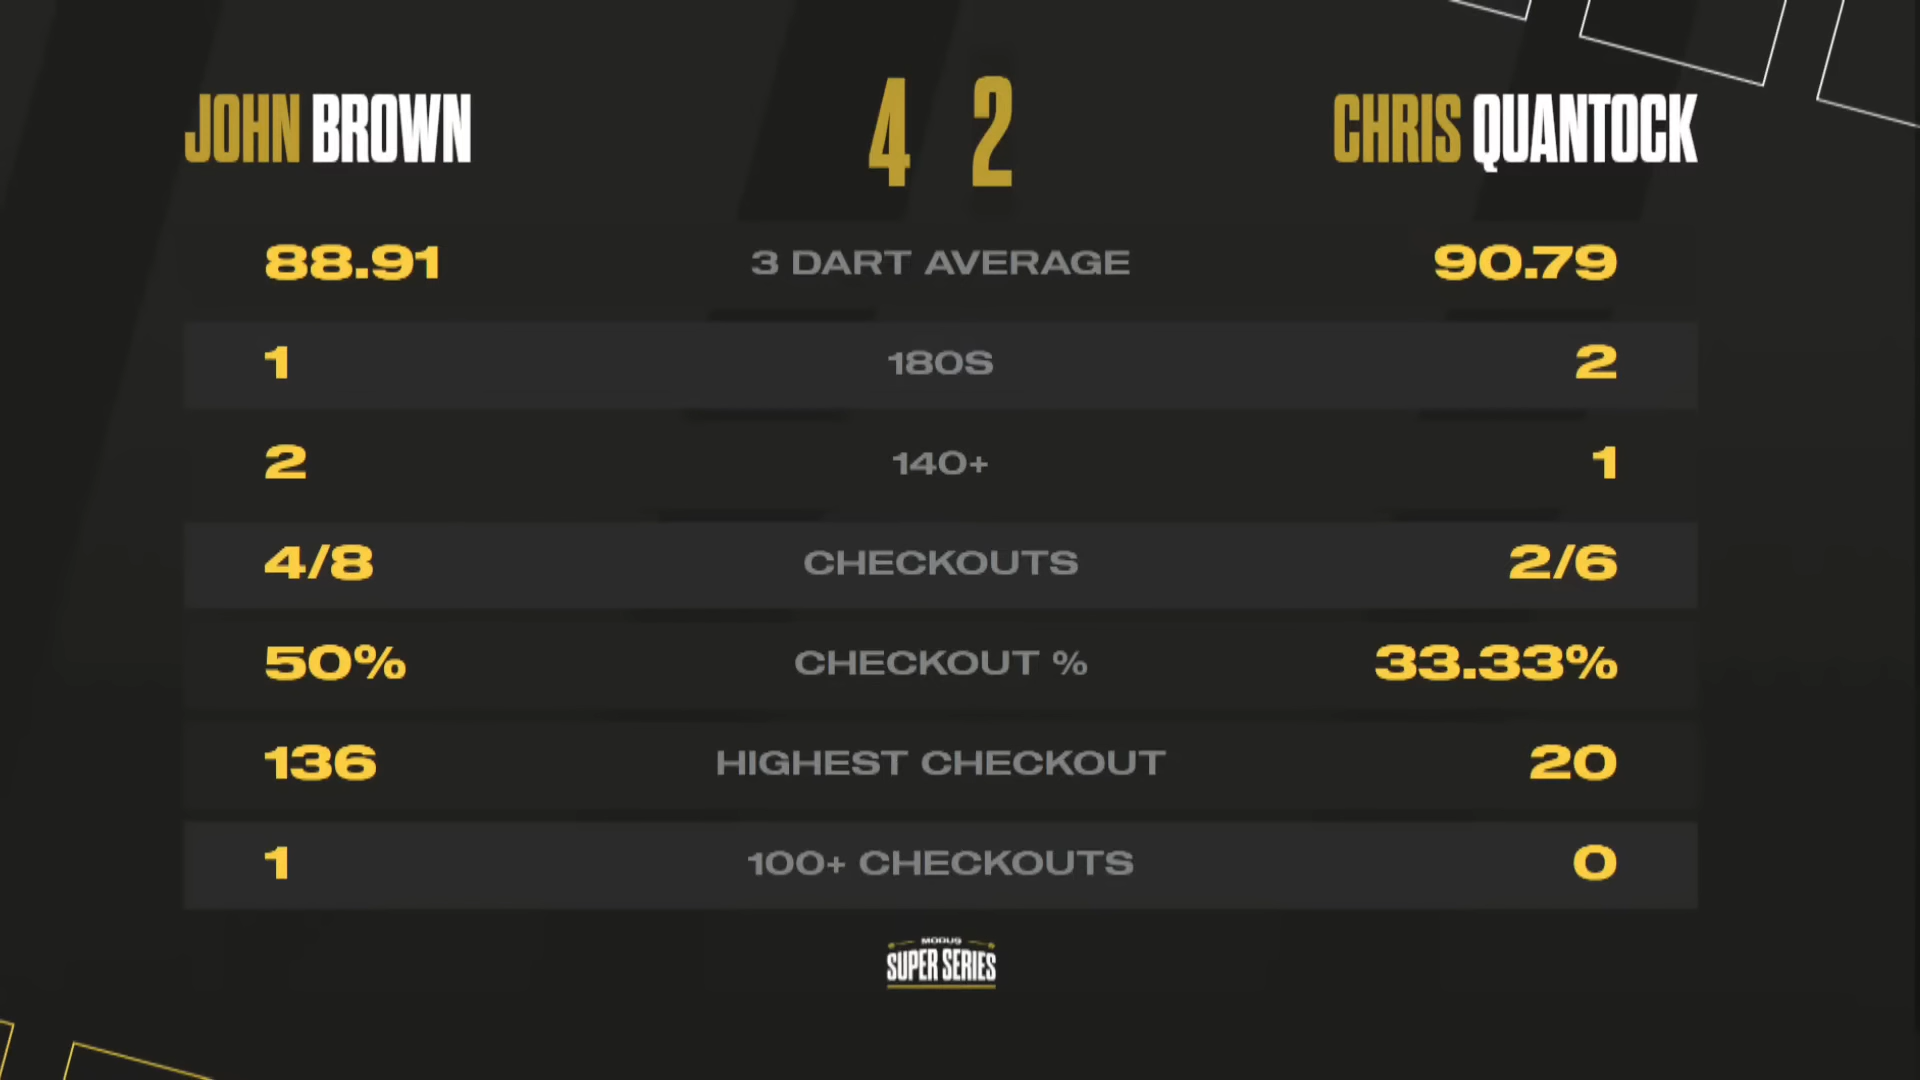 JOHN BROWN 4 2 CHRIS QUANTOCK
88.91 3 DART AVERAGE 90.79
1 180S 2
2 140+ 1
4/8 CHECKOUTS 2/6
50% CHECKOUT % 33.33%
136 HIGHEST CHECKOUT 20
1 100+ CHECKOUTS 0
MODUS
SUPER SERIES